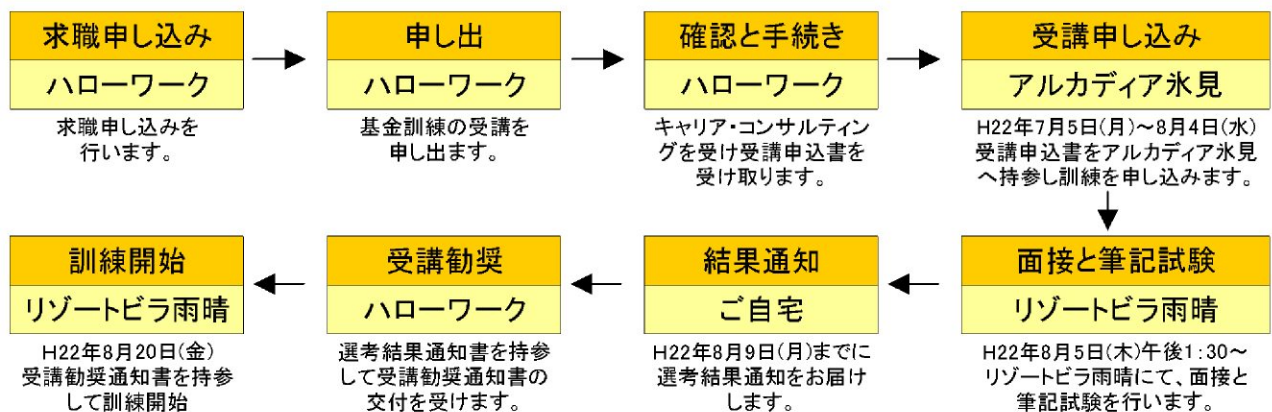 求職申し込み
ハローワーク
求職申し込みを
行います。
申し出
ハローワーク
基金訓練の受講を
申し出ます。
確認と手続き
ハローワーク
キャリア・コンサルティン
グを受け受講申込書を
受け取ります。
受講申し込み
アルカディア氷見
H22年7月5日(月)～8月4日(水)
受講申込書をアルカディア氷見
へ持参し訓練を申し込みます。
面接と筆記試験
リゾートビラ雨晴
H22年8月5日(木)午後1:30～
リゾートビラ雨晴にて、面接と
筆記試験を行います。
結果通知
ご自宅
H22年8月9日(月)までに
選考結果通知をお届け
します。
受講勧奨
ハローワーク
選考結果通知書を持参
して受講勧奨通知書の
交付を受けます。
訓練開始
リゾートビラ雨晴
H22年8月20日(金)
受講勧奨通知書を持参
して訓練開始